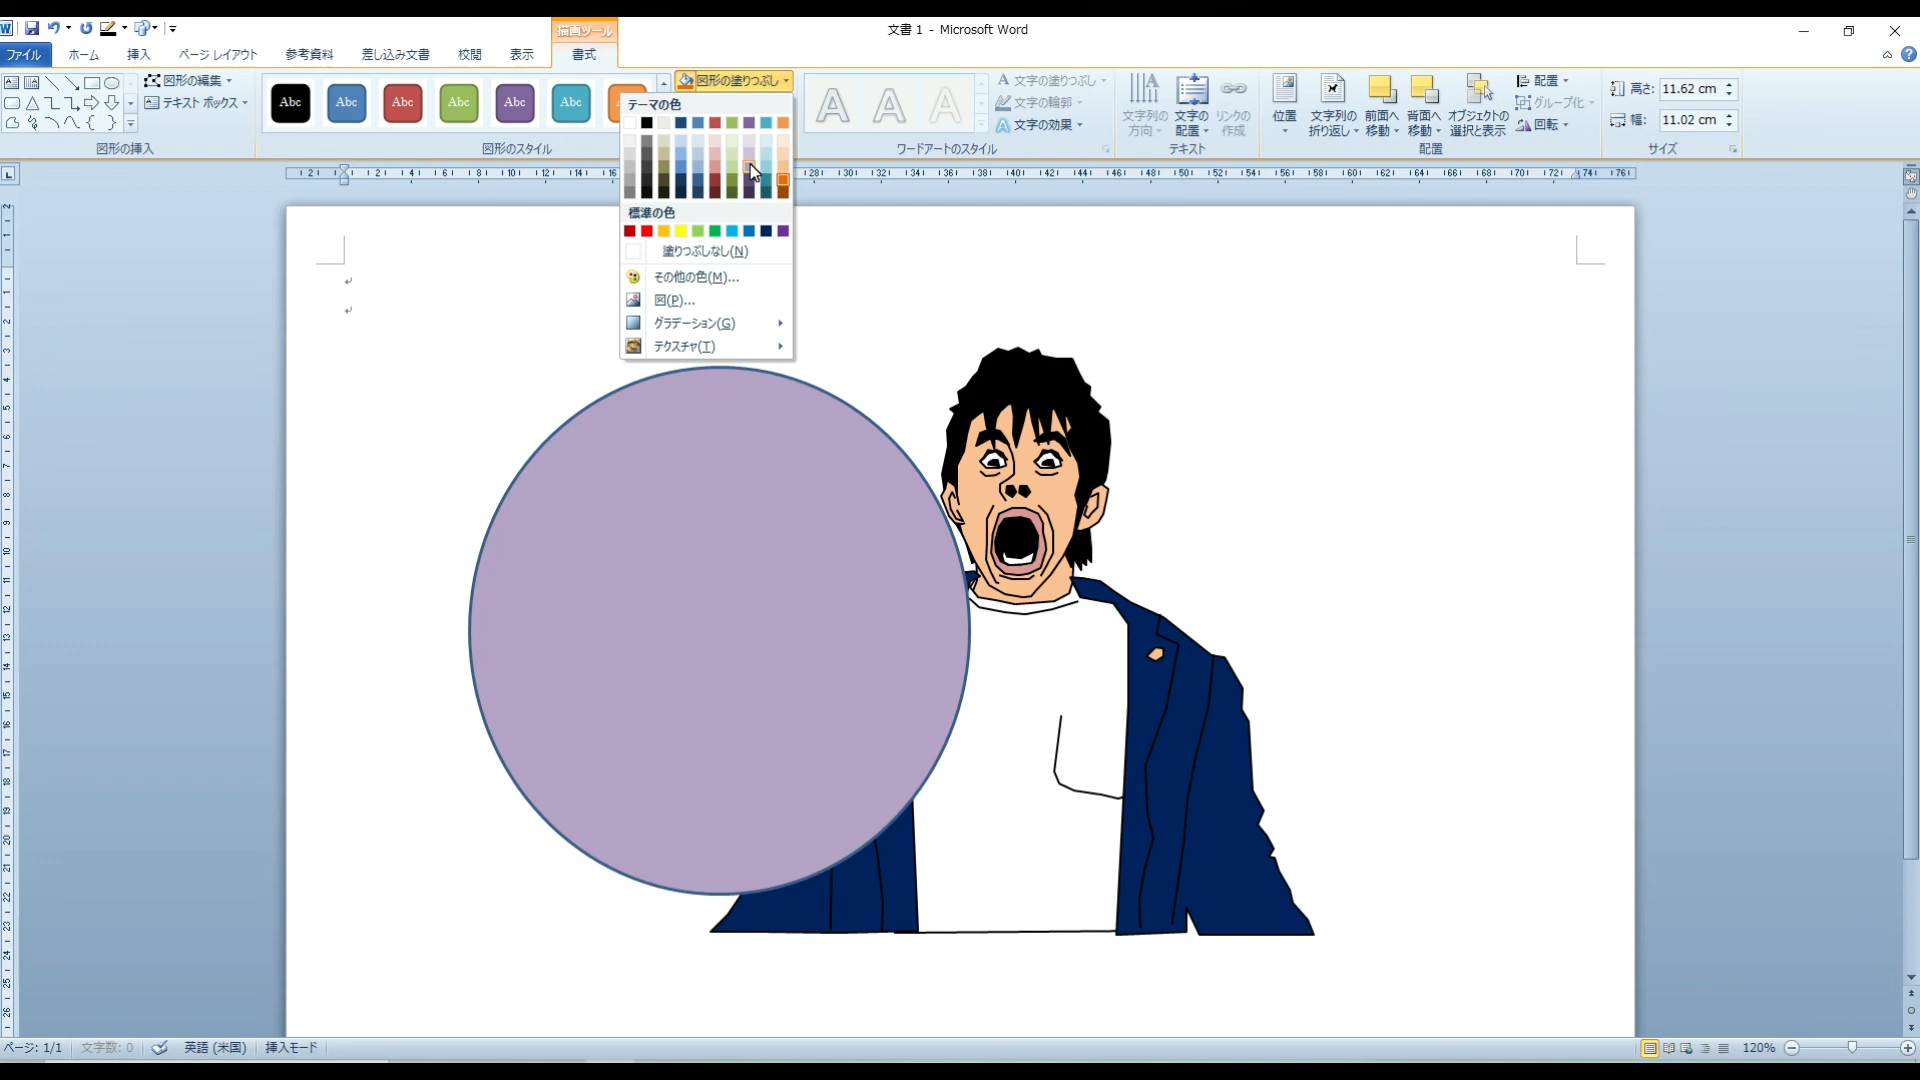 文書 1 - Microsoft Word
描画ツール
ファイル ホーム 挿入 ページ レイアウト 参考資料 差し込み文書 校閲 表示 書式
図形の編集
テキスト ボックス
図形の挿入
Abc Abc Abc Abc Abc Abc
図形のスタイル
図形の塗りつぶし
テーマの色
標準の色
塗りつぶしなし(N)
その他の色(M)...
図(P)...
グラデーション(G)
テクスチャ(T)
文字の塗りつぶし
文字の輪郭
文字の効果
ワードアートのスタイル
文字列の方向
文字の配置
リンクの作成
テキスト
位置
文字列の折り返し
前面へ移動
背面へ移動
オブジェクトの選択と表示
配置
グループ化
回転
配置
高さ: 11.62 cm
幅: 11.02 cm
サイズ
ページ: 1/1 文字数: 0 英語 (米国) 挿入モード 120%